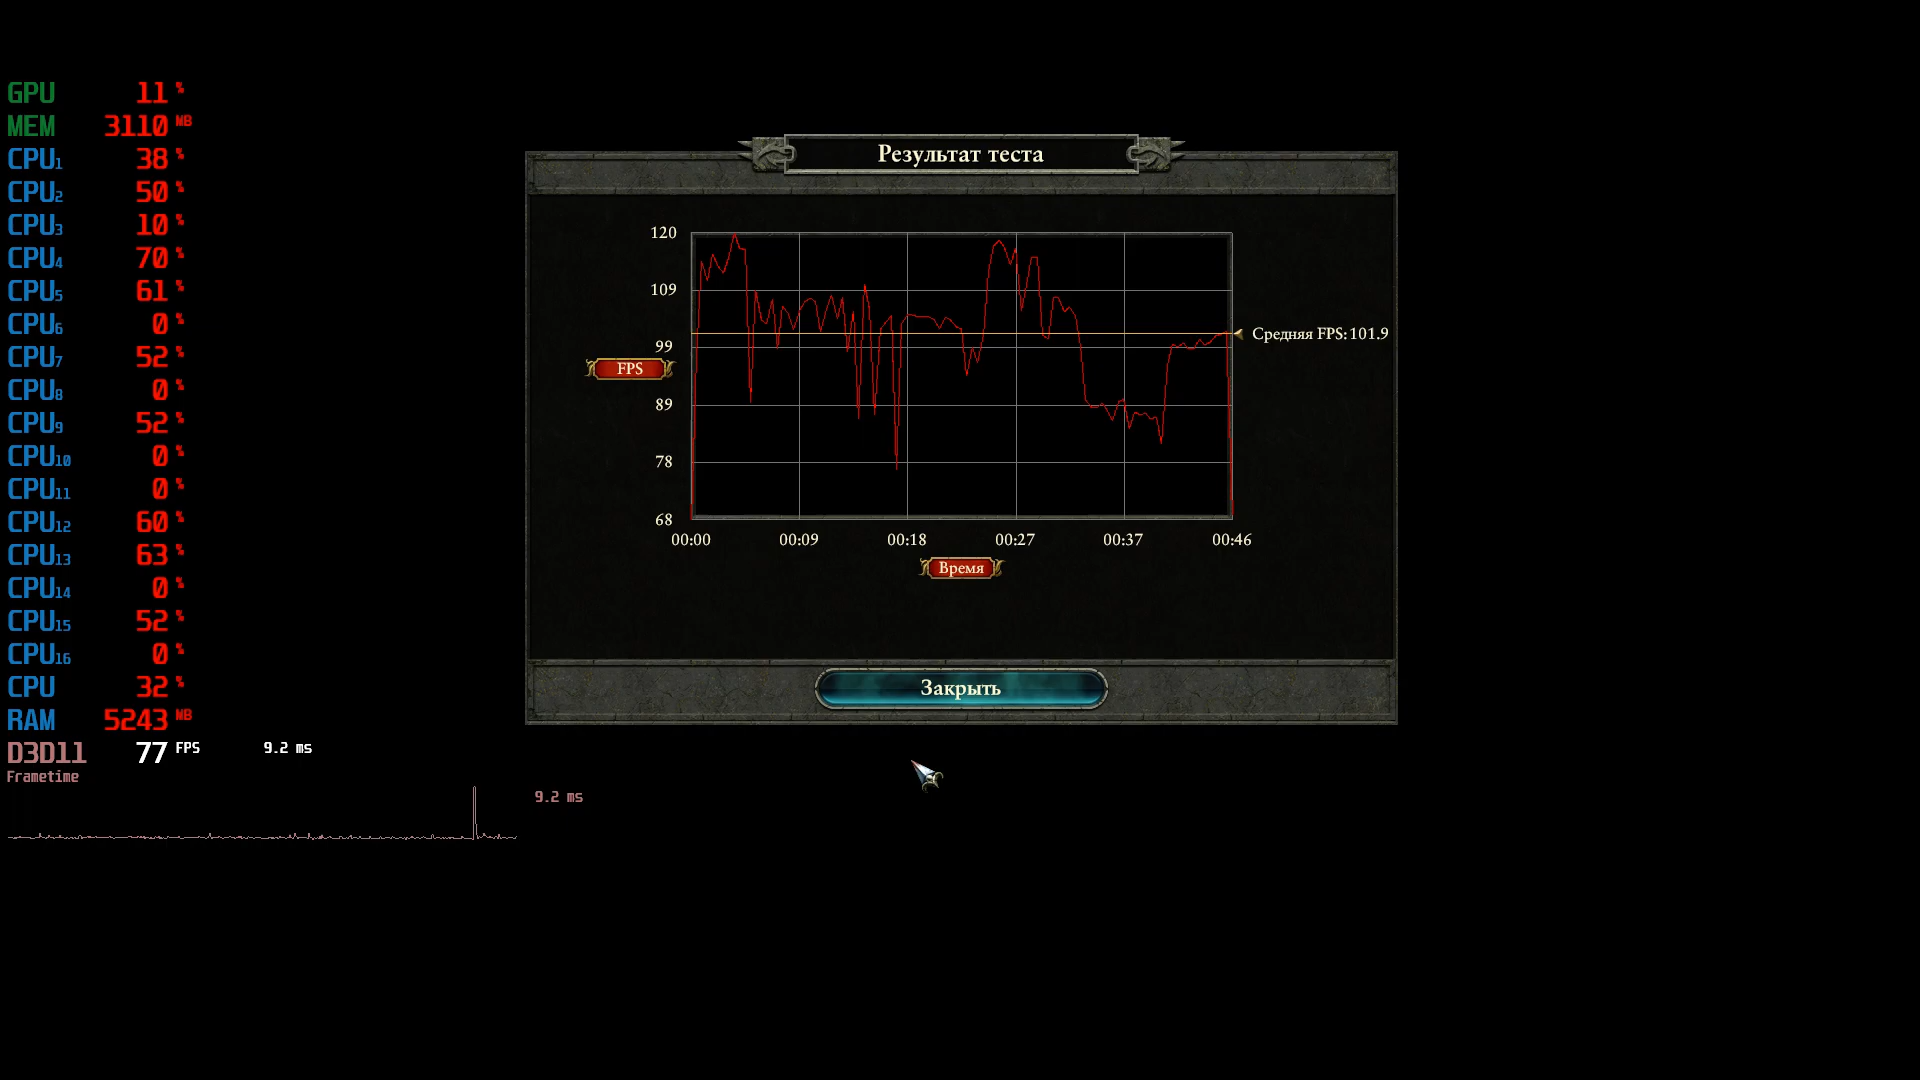 GPU 11 %
MEM 3110 MB
CPU1 38 %
CPU2 50 %
CPU3 10 %
CPU4 70 %
CPU5 61 %
CPU6 0 %
CPU7 52 %
CPU8 0 %
CPU9 52 %
CPU10 0 %
CPU11 0 %
CPU12 60 %
CPU13 63 %
CPU14 0 %
CPU15 52 %
CPU16 0 %
CPU 32 %
RAM 5243 MB
D3D11 77 FPS 9.2 ms
Frametime
9.2 ms
Результат теста
120
109
99
89
78
68
FPS
Средняя FPS: 101.9
00:00 00:09 00:18 00:27 00:37 00:46
Время
Закрыть